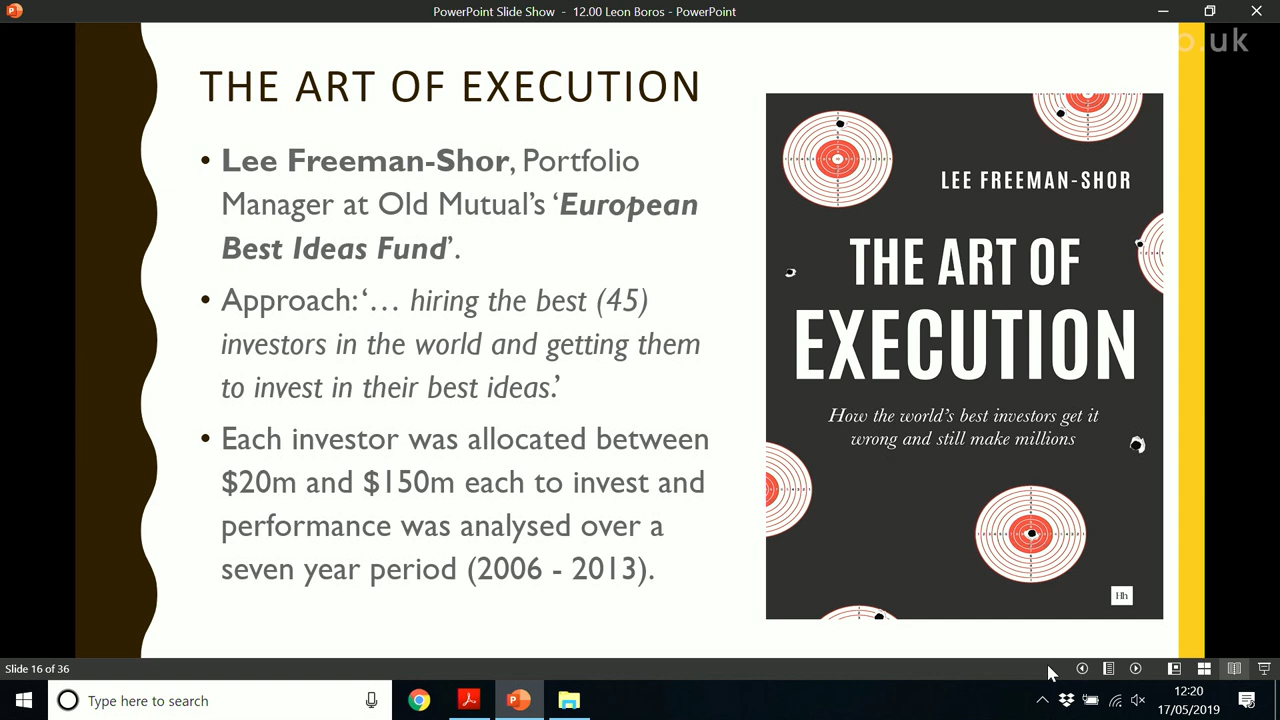 PowerPoint Slide Show - 12.00 Leon Boros - PowerPoint
o.uk
THE ART OF EXECUTION
• Lee Freeman-Shor, Portfolio
Manager at Old Mutual's 'European
Best Ideas Fund'.
• Approach: '… hiring the best (45)
investors in the world and getting them
to invest in their best ideas.'
• Each investor was allocated between
$20m and $150m each to invest and
performance was analysed over a
seven year period (2006 - 2013).
LEE FREEMAN-SHOR
THE ART OF
EXECUTION
How the world's best investors get it
wrong and still make millions
Hh
Slide 16 of 36
Type here to search
12:20
17/05/2019